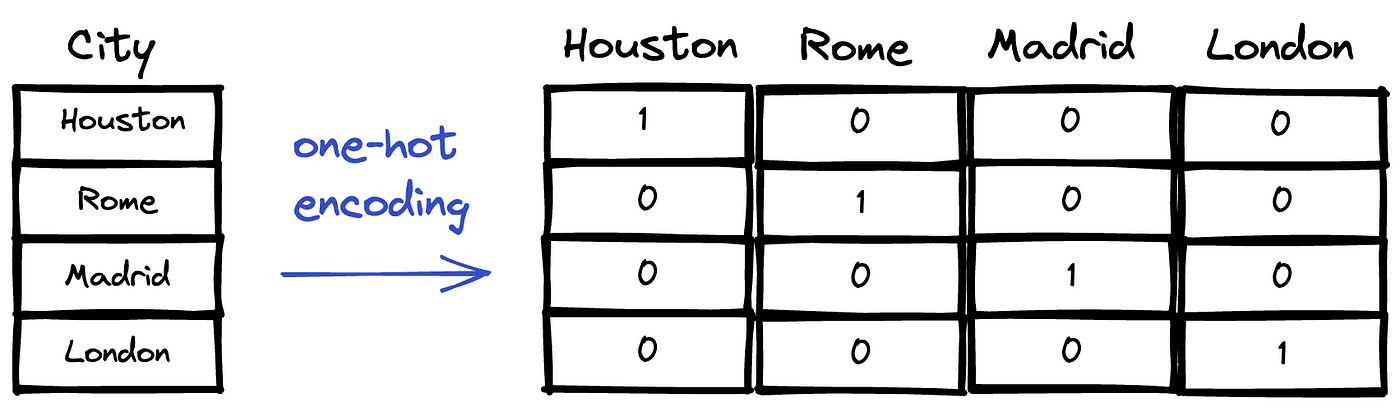 City
Houston
Rome
Madrid
London
one-hot
encoding
Houston Rome Madrid London
1 0 0 0
0 1 0 0
0 0 1 0
0 0 0 1